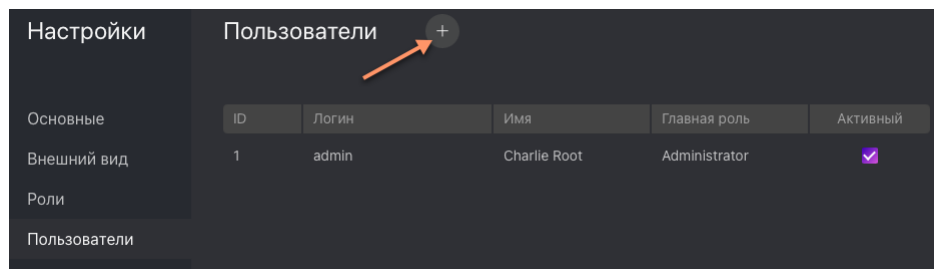 Настройки
Пользователи +
Основные
Внешний вид
Роли
Пользователи
ID Логин Имя Главная роль Активный
1 admin Charlie Root Administrator